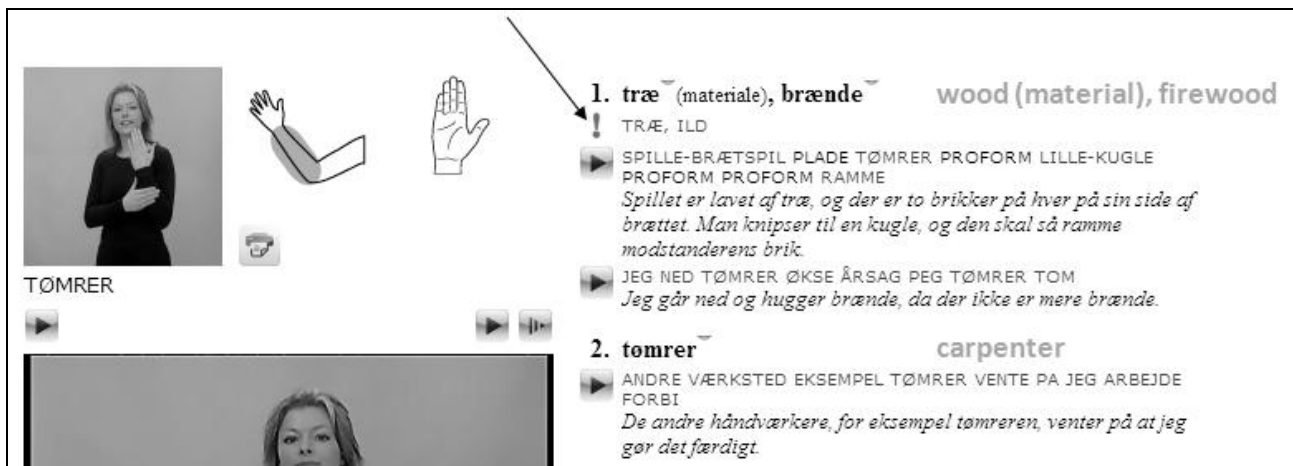 TØMRER
1. træ (materiale), brænde wood (material), firewood
! TRÆ, ILD
SPILLE-BRÆTSPIL PLADE TØMRER PROFORM LILLE-KUGLE
PROFORM PROFORM RAMME
Spillet er lavet af træ, og der er to brikker på hver på sin side af
brættet. Man knipser til en kugle, og den skal så ramme
modstanderens brik.
JEG NED TØMRER ØKSE ÅRSAG PEG TØMRER TOM
Jeg går ned og hugger brænde, da der ikke er mere brænde.
2. tømrer carpenter
ANDRE VÆRKSTED EKSEMPEL TØMRER VENTE PA JEG ARBEJDE
FORBI
De andre håndværkere, for eksempel tømreren, venter på at jeg
gør det færdigt.